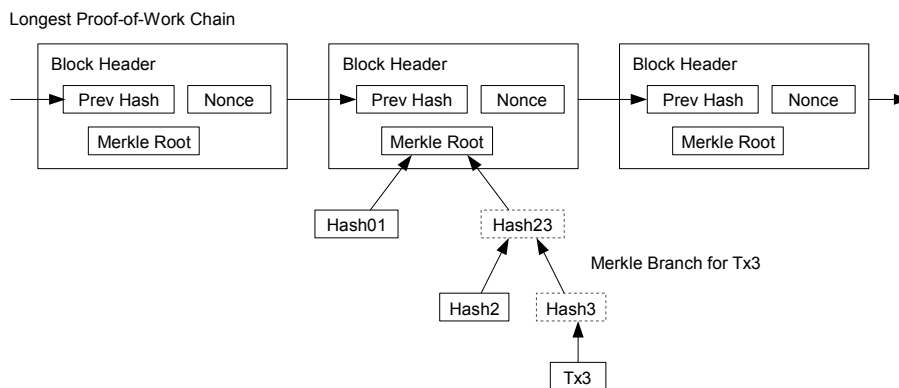 Longest Proof-of-Work Chain
Block Header Block Header Block Header
Prev Hash Nonce Prev Hash Nonce Prev Hash Nonce
Merkle Root Merkle Root Merkle Root
Hash01 Hash23
Merkle Branch for Tx3
Hash2 Hash3
Tx3